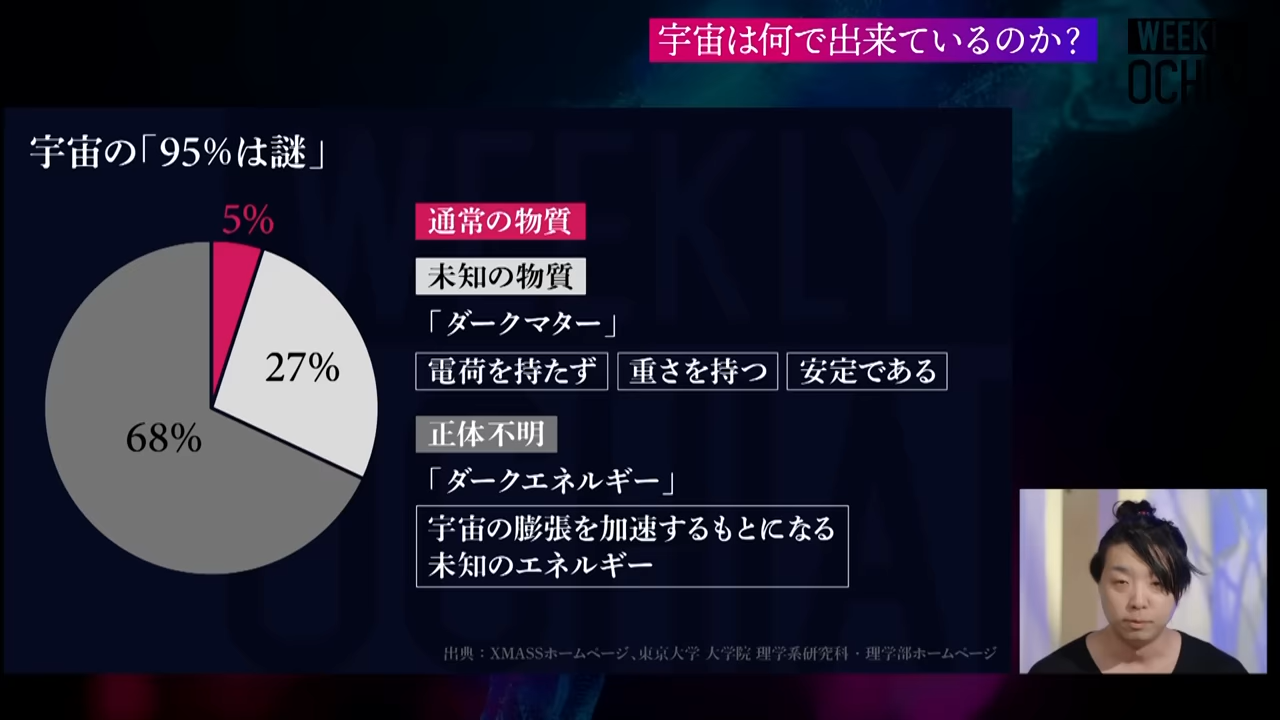 宇宙は何で出来ているのか?
WEEKLY
OCHIAI
宇宙の「95%は謎」
5%
27%
68%
通常の物質
未知の物質
「ダークマター」
電荷を持たず 重さを持つ 安定である
正体不明
「ダークエネルギー」
宇宙の膨張を加速するもとになる
未知のエネルギー
出典：XMASSホームページ、東京大学 大学院 理学系研究科・理学部ホームページ